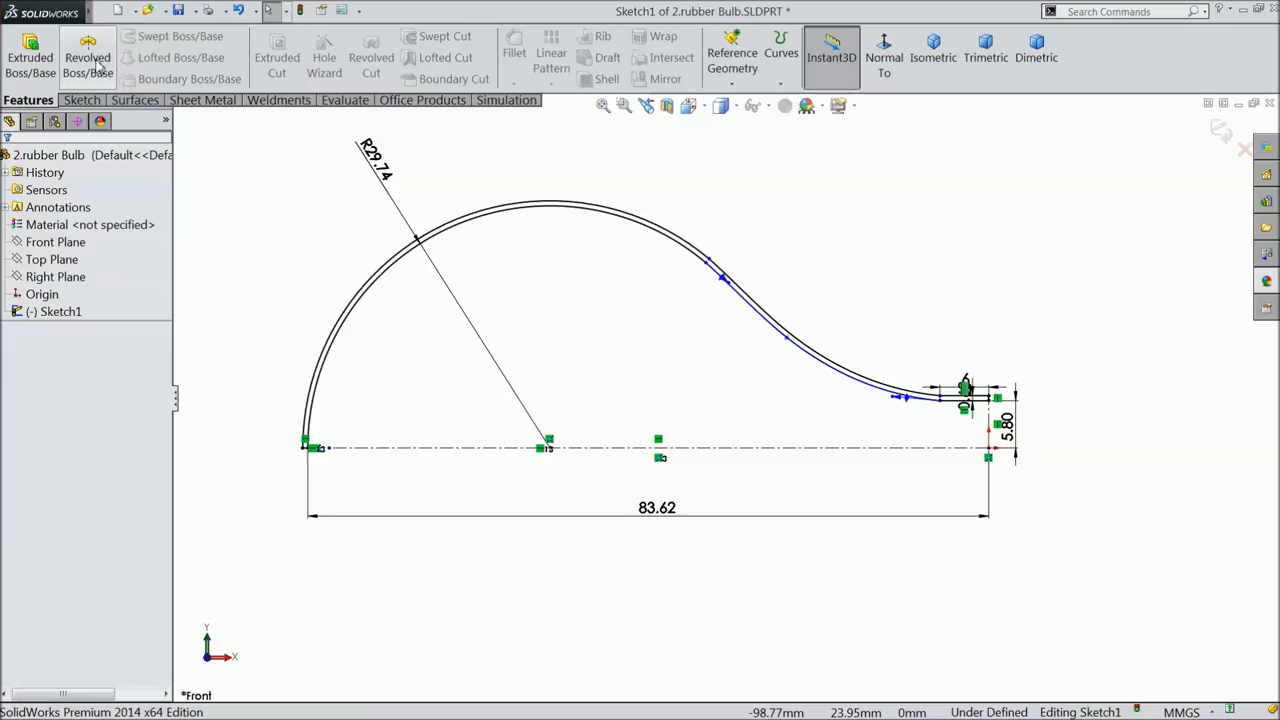 SOLIDWORKS
Sketch1 of 2.rubber Bulb.SLDPRT *
Search Commands
Extruded Boss/Base
Revolved Boss/Base
Swept Boss/Base
Lofted Boss/Base
Boundary Boss/Base
Extruded Cut
Hole Wizard
Revolved Cut
Swept Cut
Lofted Cut
Boundary Cut
Fillet
Linear Pattern
Rib
Draft
Shell
Wrap
Intersect
Mirror
Reference Geometry
Curves
Instant3D
Normal To
Isometric
Trimetric
Dimetric
Features
Sketch
Surfaces
Sheet Metal
Weldments
Evaluate
Office Products
Simulation
2.rubber Bulb (Default<<Defa
History
Sensors
Annotations
Material <not specified>
Front Plane
Top Plane
Right Plane
Origin
(-) Sketch1
R29.74
5.80
83.62
Y
X
*Front
SolidWorks Premium 2014 x64 Edition
-98.77mm
23.95mm
0mm
Under Defined
Editing Sketch1
MMGS